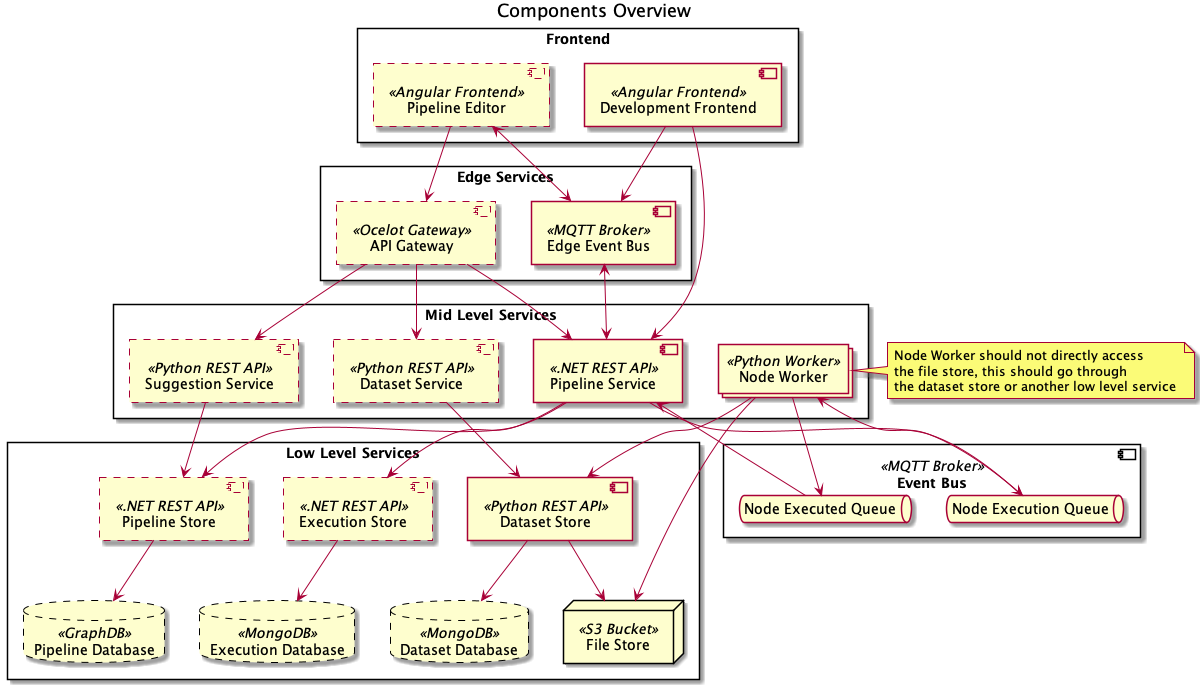 Components Overview
Frontend
«Angular Frontend»
Pipeline Editor
«Angular Frontend»
Development Frontend
Edge Services
«Ocelot Gateway»
API Gateway
«MQTT Broker»
Edge Event Bus
Mid Level Services
«Python REST API»
Suggestion Service
«Python REST API»
Dataset Service
«.NET REST API»
Pipeline Service
«Python Worker»
Node Worker
Node Worker should not directly access
the file store, this should go through
the dataset store or another low level service
Low Level Services
«.NET REST API»
Pipeline Store
«.NET REST API»
Execution Store
«Python REST API»
Dataset Store
«MQTT Broker»
Event Bus
Node Executed Queue
Node Execution Queue
«GraphDB»
Pipeline Database
«MongoDB»
Execution Database
«MongoDB»
Dataset Database
«S3 Bucket»
File Store